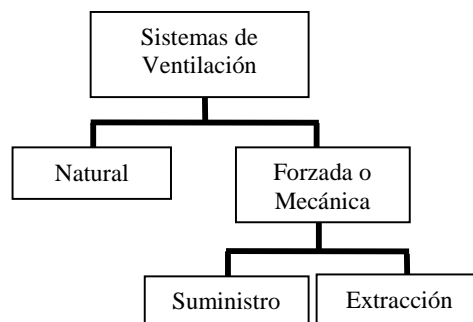 Sistemas de
Ventilación
Natural
Forzada o
Mecánica
Suministro
Extracción